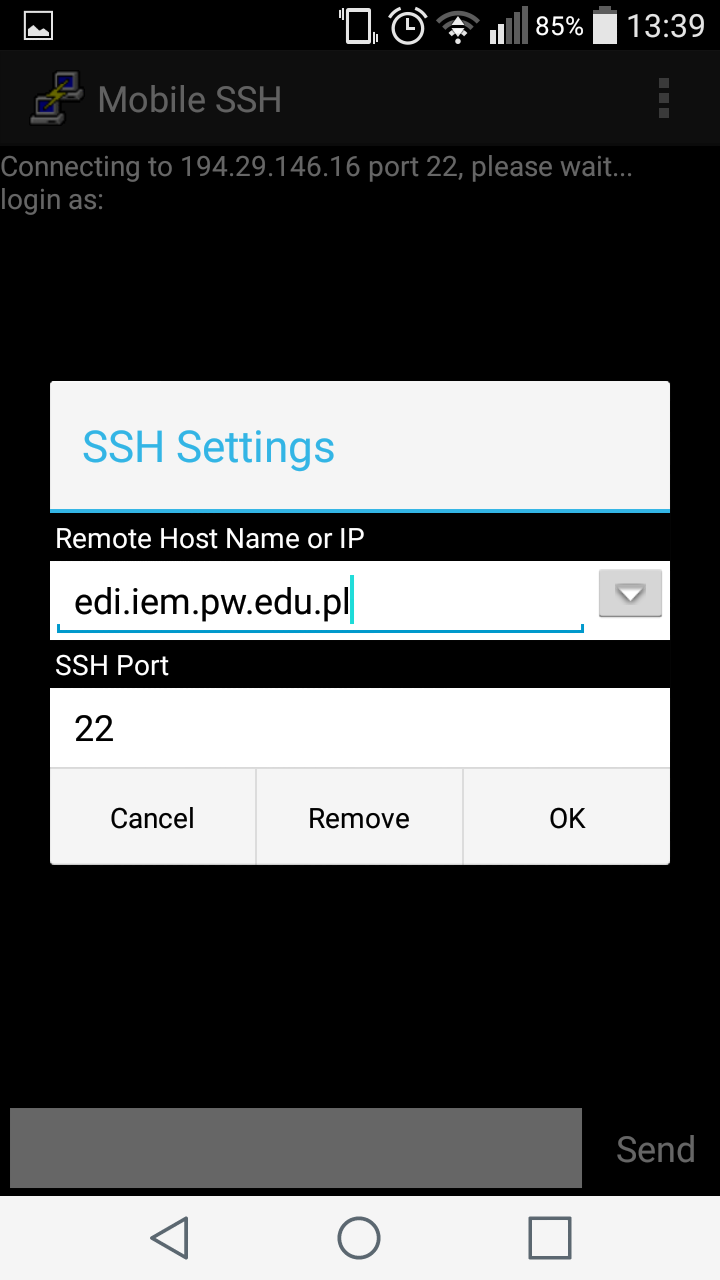 85% 13:39
Mobile SSH
Connecting to 194.29.146.16 port 22, please wait...
login as:
SSH Settings
Remote Host Name or IP
edi.iem.pw.edu.pl
SSH Port
22
Cancel Remove OK
Send